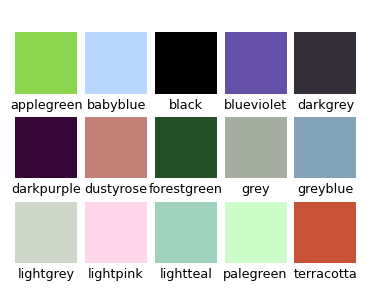 applegreen babyblue black blueviolet darkgrey
darkpurple dustyrose forestgreen grey greyblue
lightgrey lightpink lightteal palegreen terracotta